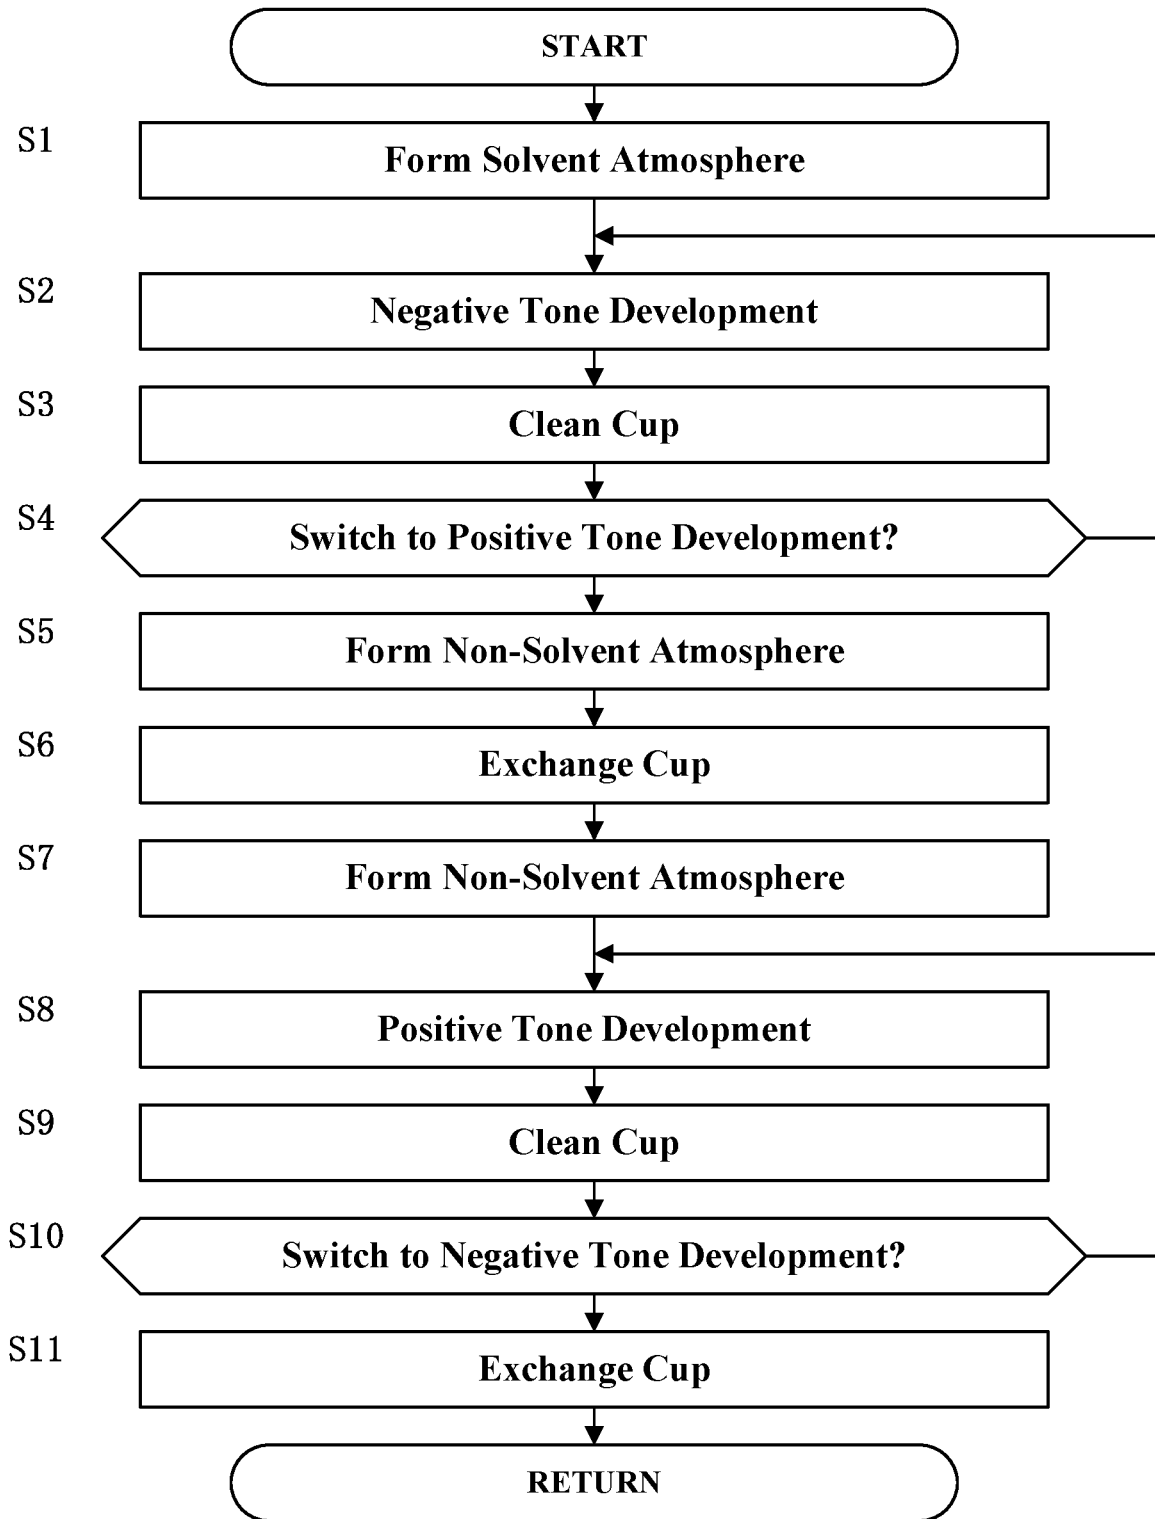 START
S1
Form Solvent Atmosphere
S2
Negative Tone Development
S3
Clean Cup
S4
Switch to Positive Tone Development?
S5
Form Non-Solvent Atmosphere
S6
Exchange Cup
S7
Form Non-Solvent Atmosphere
S8
Positive Tone Development
S9
Clean Cup
S10
Switch to Negative Tone Development?
S11
Exchange Cup
RETURN